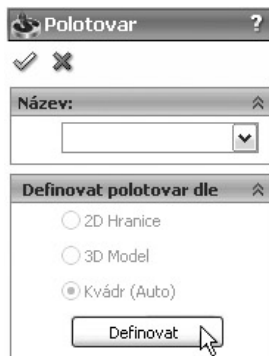 Polotovar ?
Název:
Definovat polotovar dle
2D Hranice
3D Model
Kvádr (Auto)
Definovat